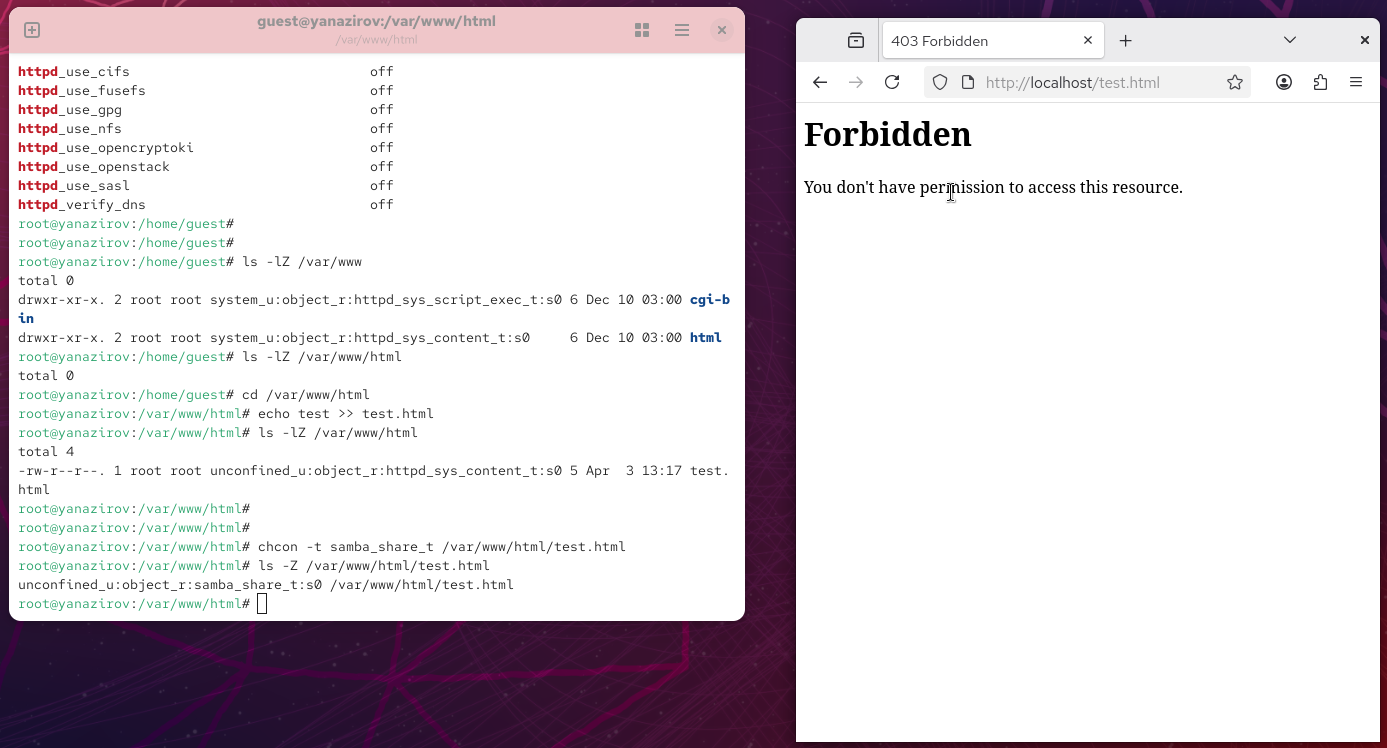 guest@yanazirov:/var/www/html
/var/www/html
httpd_use_cifs                              off
httpd_use_fusefs                            off
httpd_use_gpg                               off
httpd_use_nfs                               off
httpd_use_opencryptoki                      off
httpd_use_openstack                         off
httpd_use_sasl                              off
httpd_verify_dns                            off
root@yanazirov:/home/guest#
root@yanazirov:/home/guest#
root@yanazirov:/home/guest# ls -lZ /var/www
total 0
drwxr-xr-x. 2 root root system_u:object_r:httpd_sys_script_exec_t:s0 6 Dec 10 03:00 cgi-b
in
drwxr-xr-x. 2 root root system_u:object_r:httpd_sys_content_t:s0     6 Dec 10 03:00 html
root@yanazirov:/home/guest# ls -lZ /var/www/html
total 0
root@yanazirov:/home/guest# cd /var/www/html
root@yanazirov:/var/www/html# echo test >> test.html
root@yanazirov:/var/www/html# ls -lZ /var/www/html
total 4
-rw-r--r--. 1 root root unconfined_u:object_r:httpd_sys_content_t:s0 5 Apr  3 13:17 test.
html
root@yanazirov:/var/www/html#
root@yanazirov:/var/www/html#
root@yanazirov:/var/www/html# chcon -t samba_share_t /var/www/html/test.html
root@yanazirov:/var/www/html# ls -Z /var/www/html/test.html
unconfined_u:object_r:samba_share_t:s0 /var/www/html/test.html
root@yanazirov:/var/www/html#
403 Forbidden
http://localhost/test.html
Forbidden
You don't have permission to access this resource.